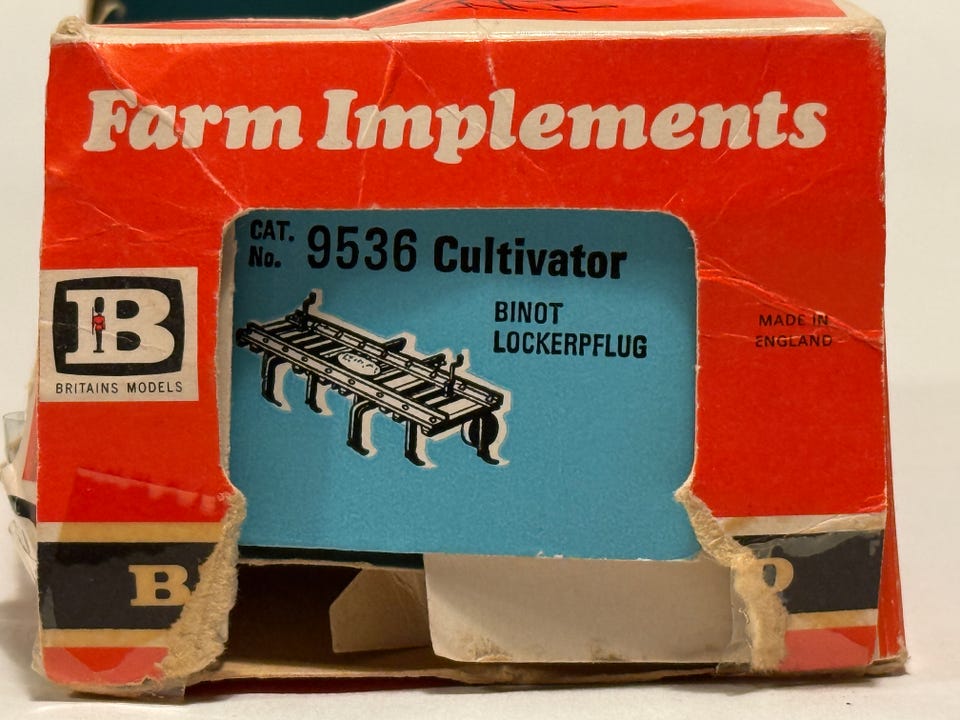 Farm Implements
CAT.
No. 9536 Cultivator
BINOT
LOCKERPFLUG
MADE IN
ENGLAND
B
BRITAINS MODELS
B